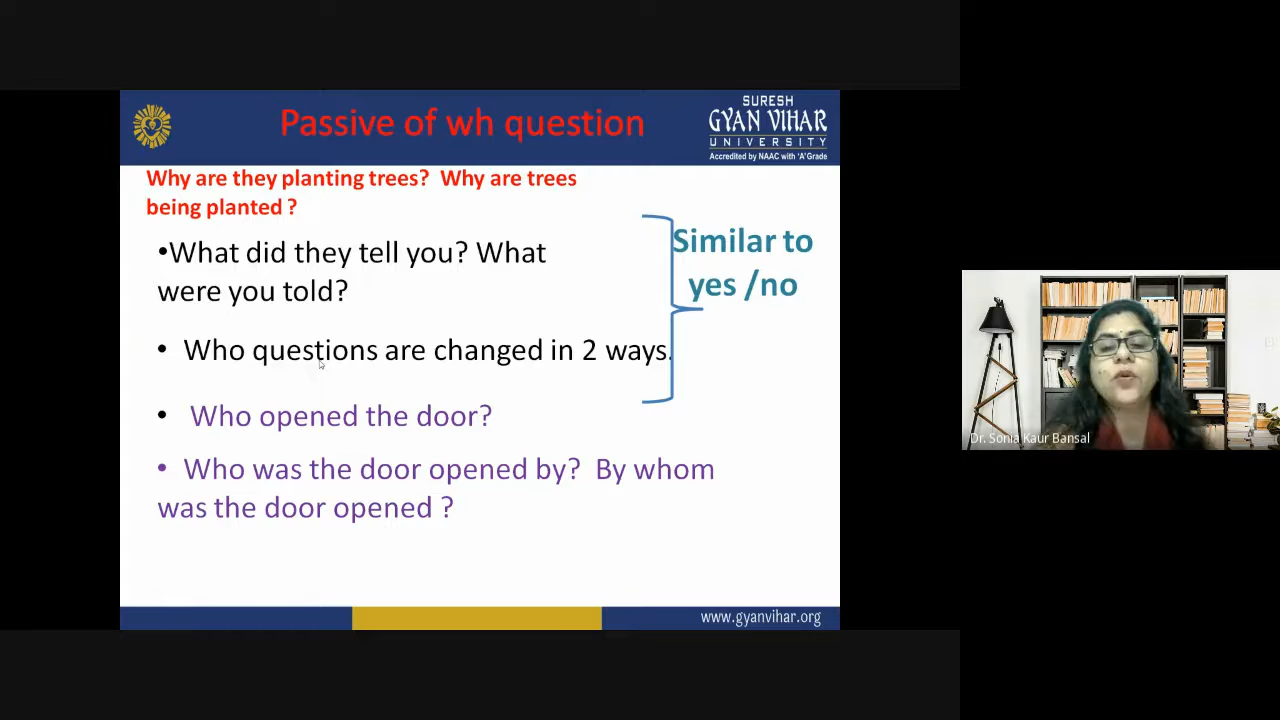 Passive of wh question
SURESH
GYAN VIHAR
UNIVERSITY
Accredited by NAAC with 'A' Grade
Why are they planting trees?  Why are trees
being planted ?
•What did they tell you? What
were you told?
Similar to
yes /no
• Who questions are changed in 2 ways.
• Who opened the door?
• Who was the door opened by?  By whom
was the door opened ?
www.gyanvihar.org
Dr. Sonia Kaur Bansal